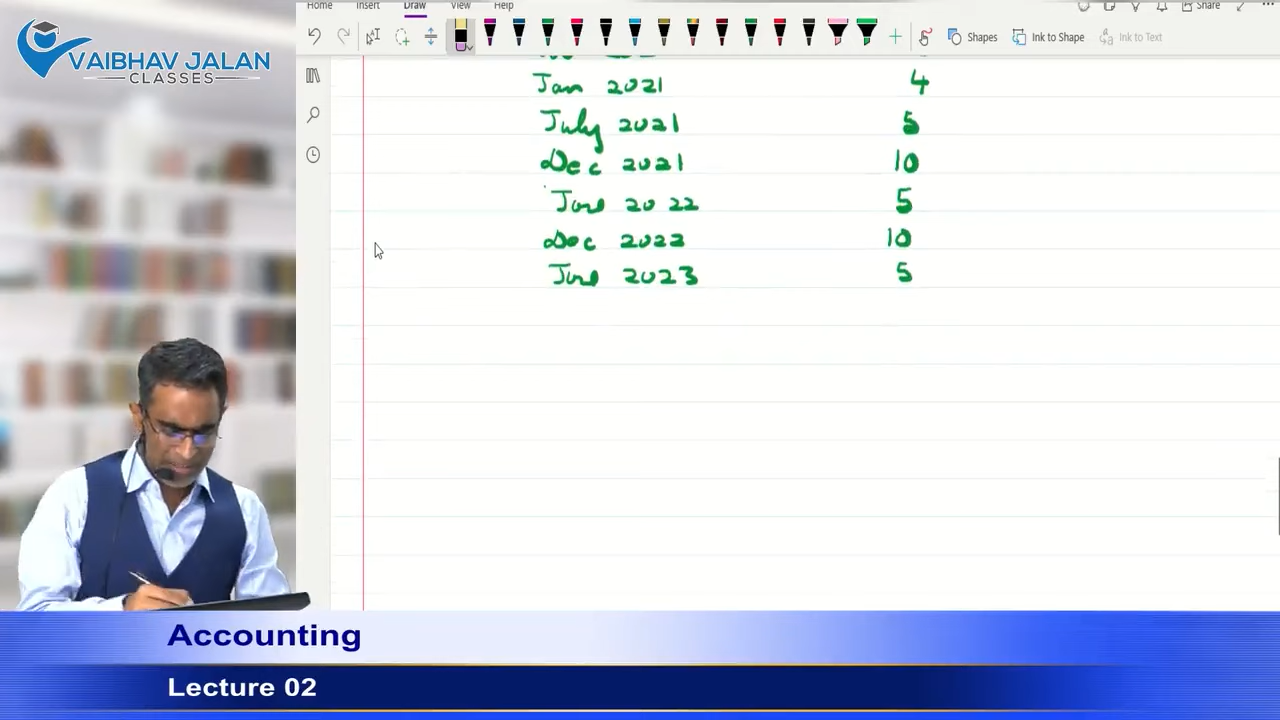 Home Insert Draw View Help Share
VAIBHAV JALAN
CLASSES
Shapes Ink to Shape Ink to Text
Jan 2021 4
July 2021 5
Dec 2021 10
June 2022 5
Dec 2022 10
June 2023 5
Accounting
Lecture 02